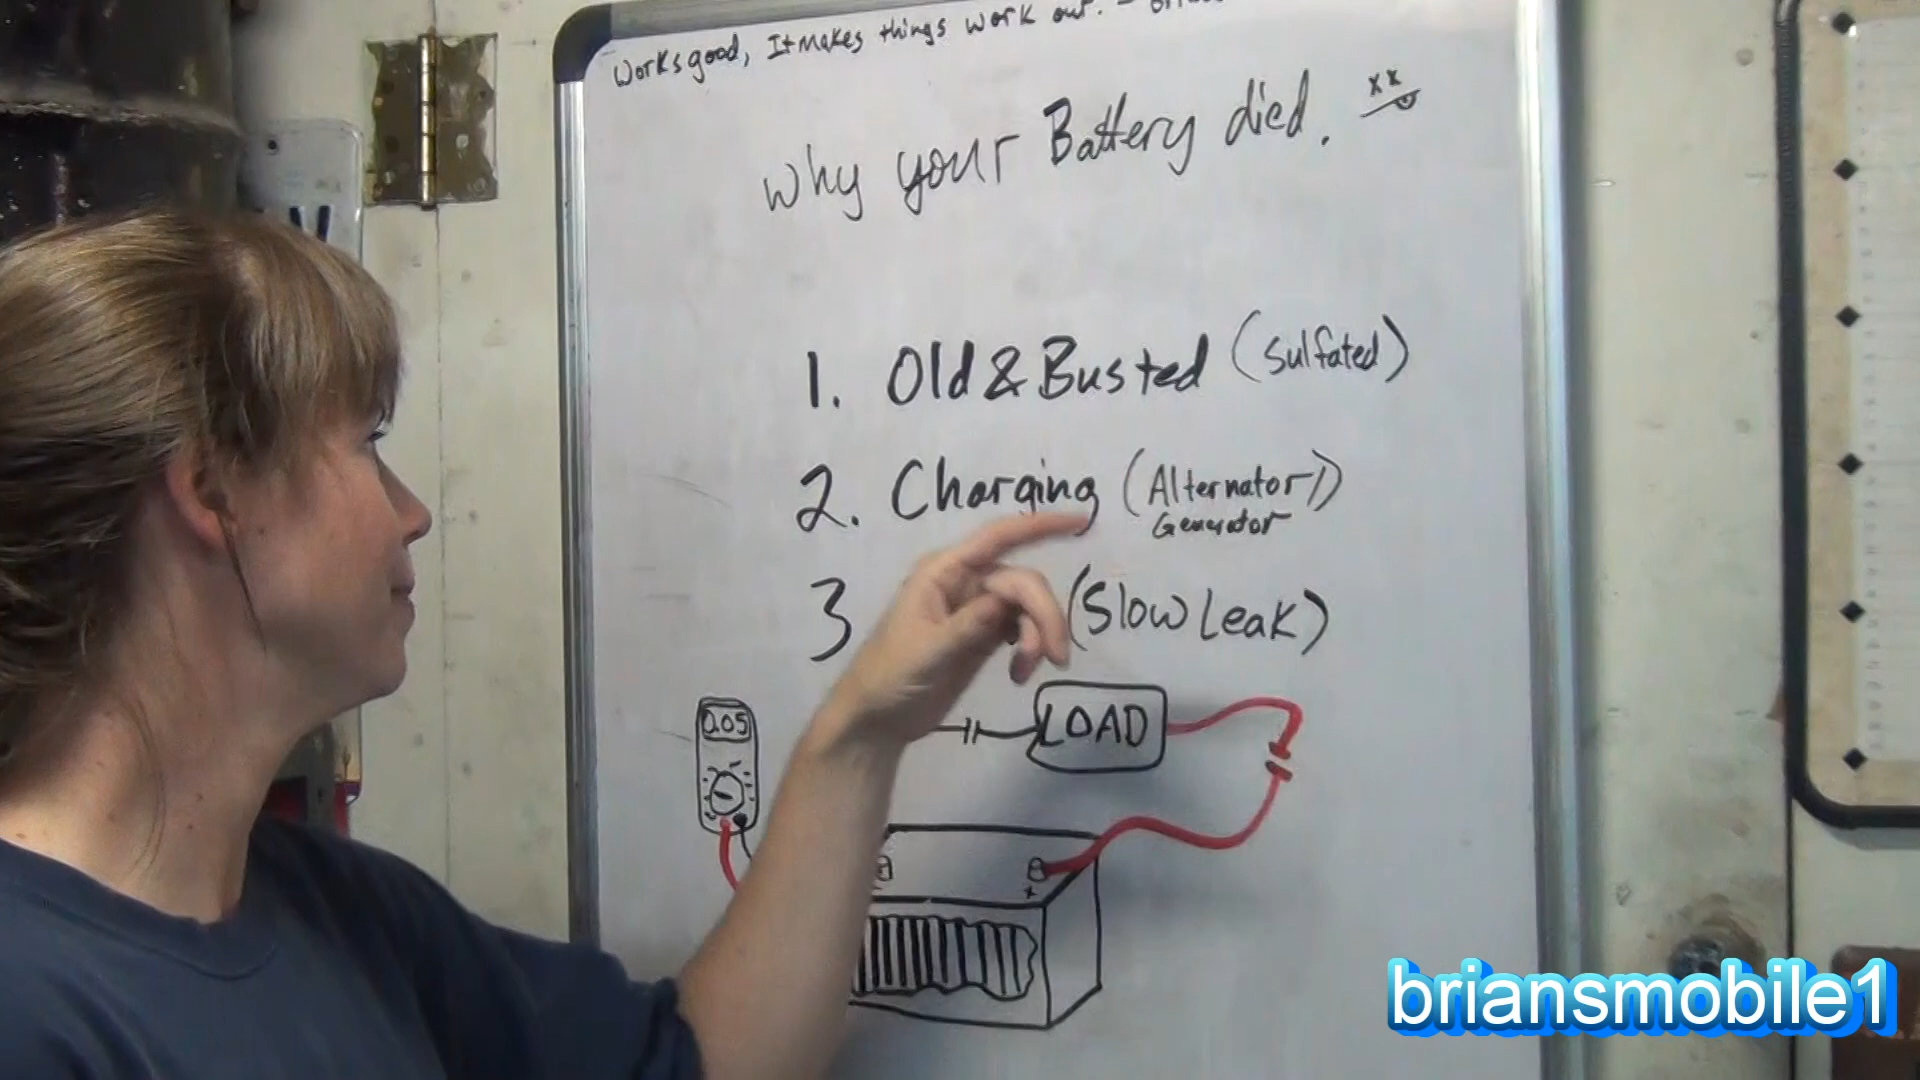 Works good, It makes things work out. -
Why your Battery died. xx
1. Old & Busted (Sulfated)
2. Charging (Alternator/)
Generator
3 (Slow Leak)
0.05
LOAD
+
briansmobile1